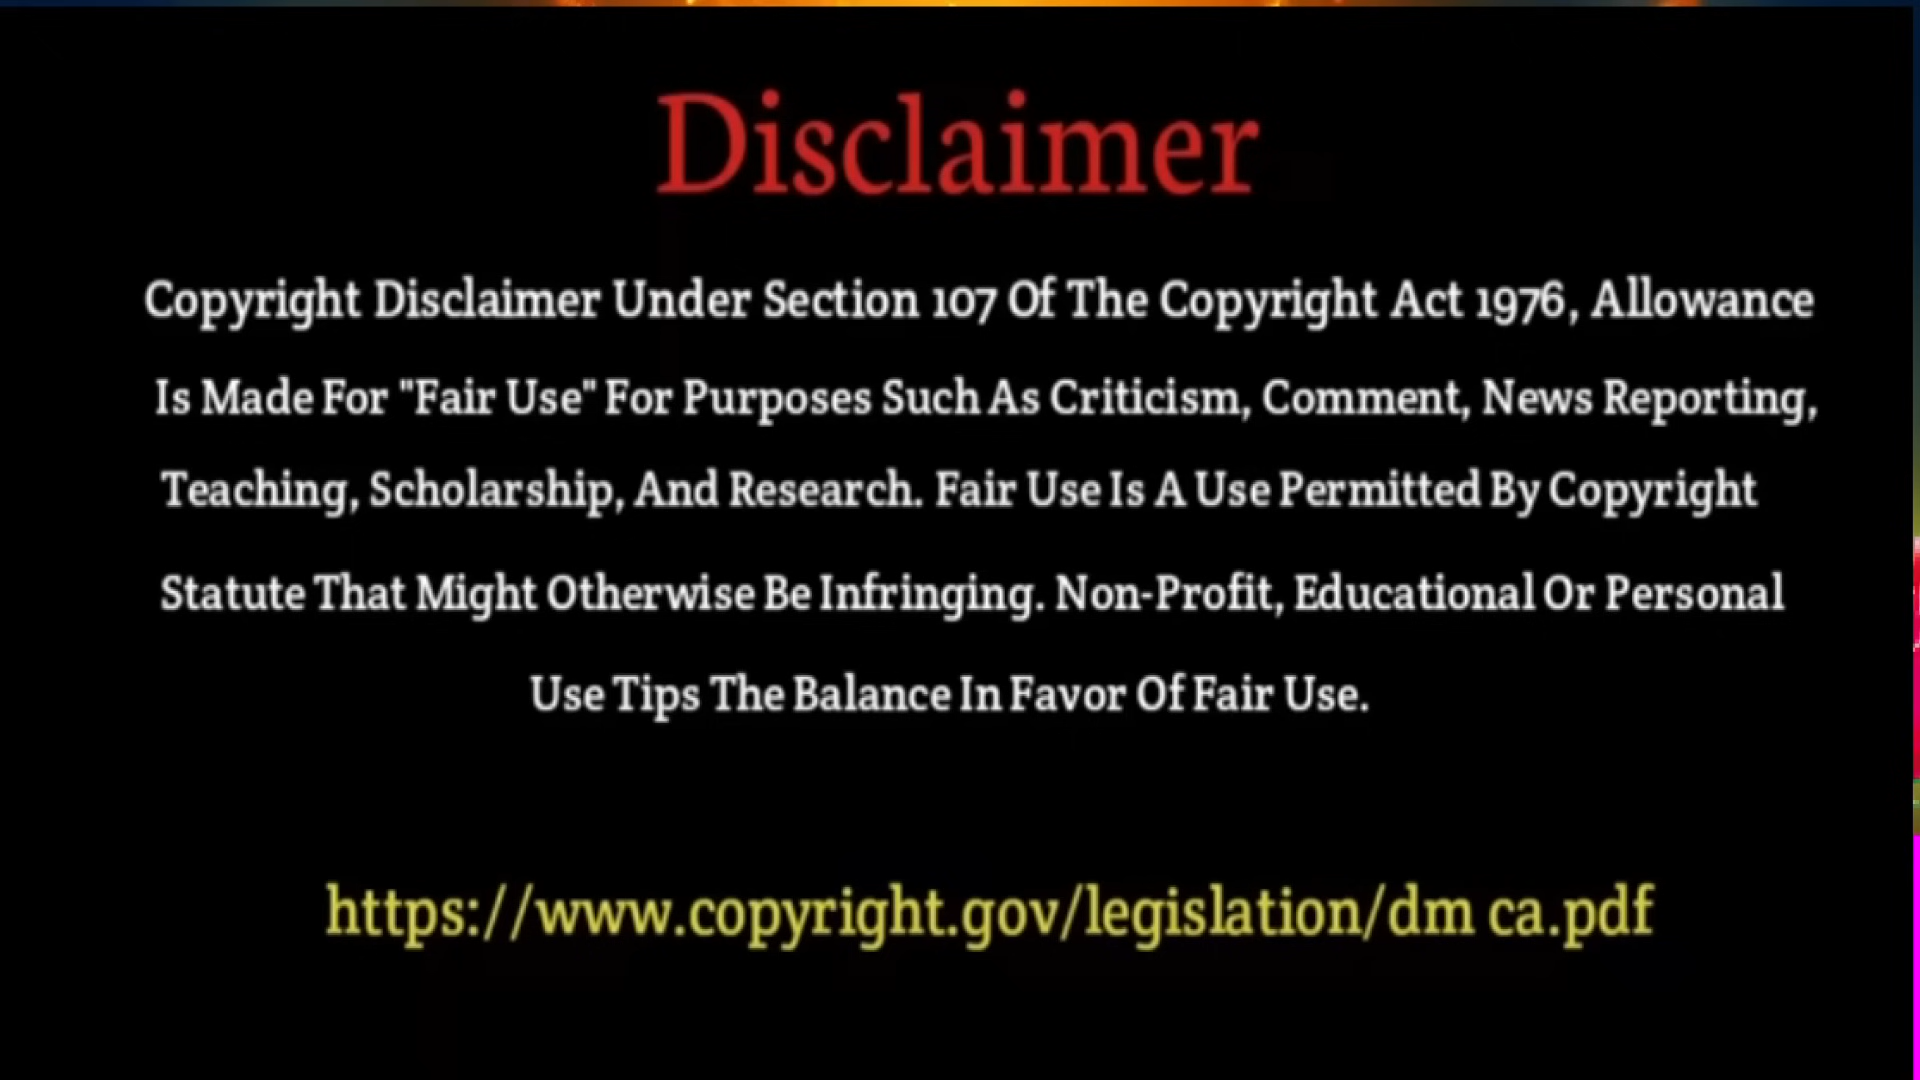 Disclaimer
Copyright Disclaimer Under Section 107 Of The Copyright Act 1976, Allowance
Is Made For "Fair Use" For Purposes Such As Criticism, Comment, News Reporting,
Teaching, Scholarship, And Research. Fair Use Is A Use Permitted By Copyright
Statute That Might Otherwise Be Infringing. Non-Profit, Educational Or Personal
Use Tips The Balance In Favor Of Fair Use.
https://www.copyright.gov/legislation/dm ca.pdf